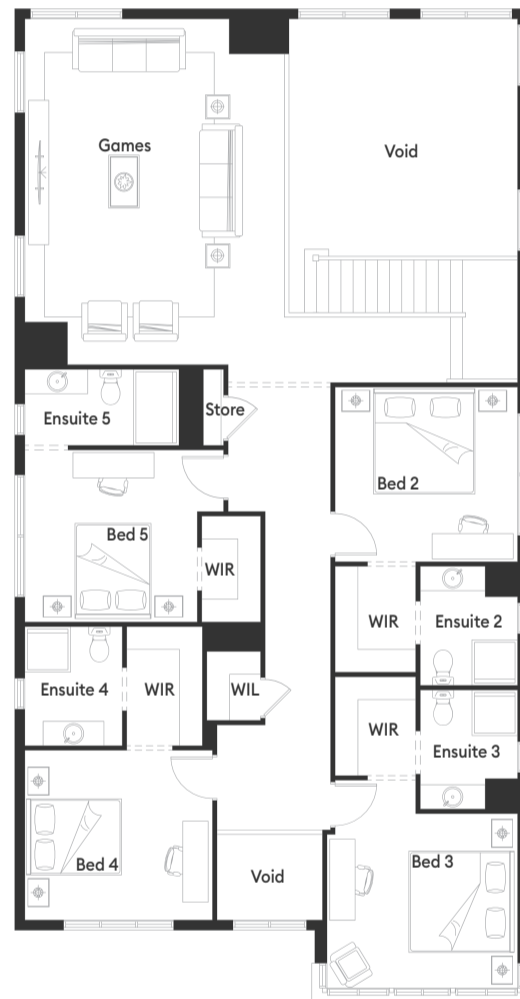 Games
Void
Ensuite 5
Store
Bed 2
Bed 5
WIR
WIR
Ensuite 2
Ensuite 4
WIR
WIL
WIR
Ensuite 3
Bed 4
Void
Bed 3